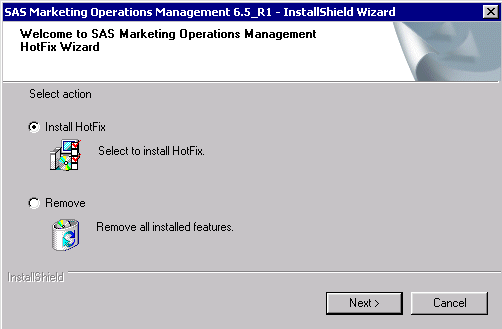 SAS Marketing Operations Management 6.5_R1 - InstallShield Wizard
Welcome to SAS Marketing Operations Management
HotFix Wizard
Select action
Install HotFix
Select to install HotFix.
Remove
Remove all installed features.
InstallShield
Next >
Cancel